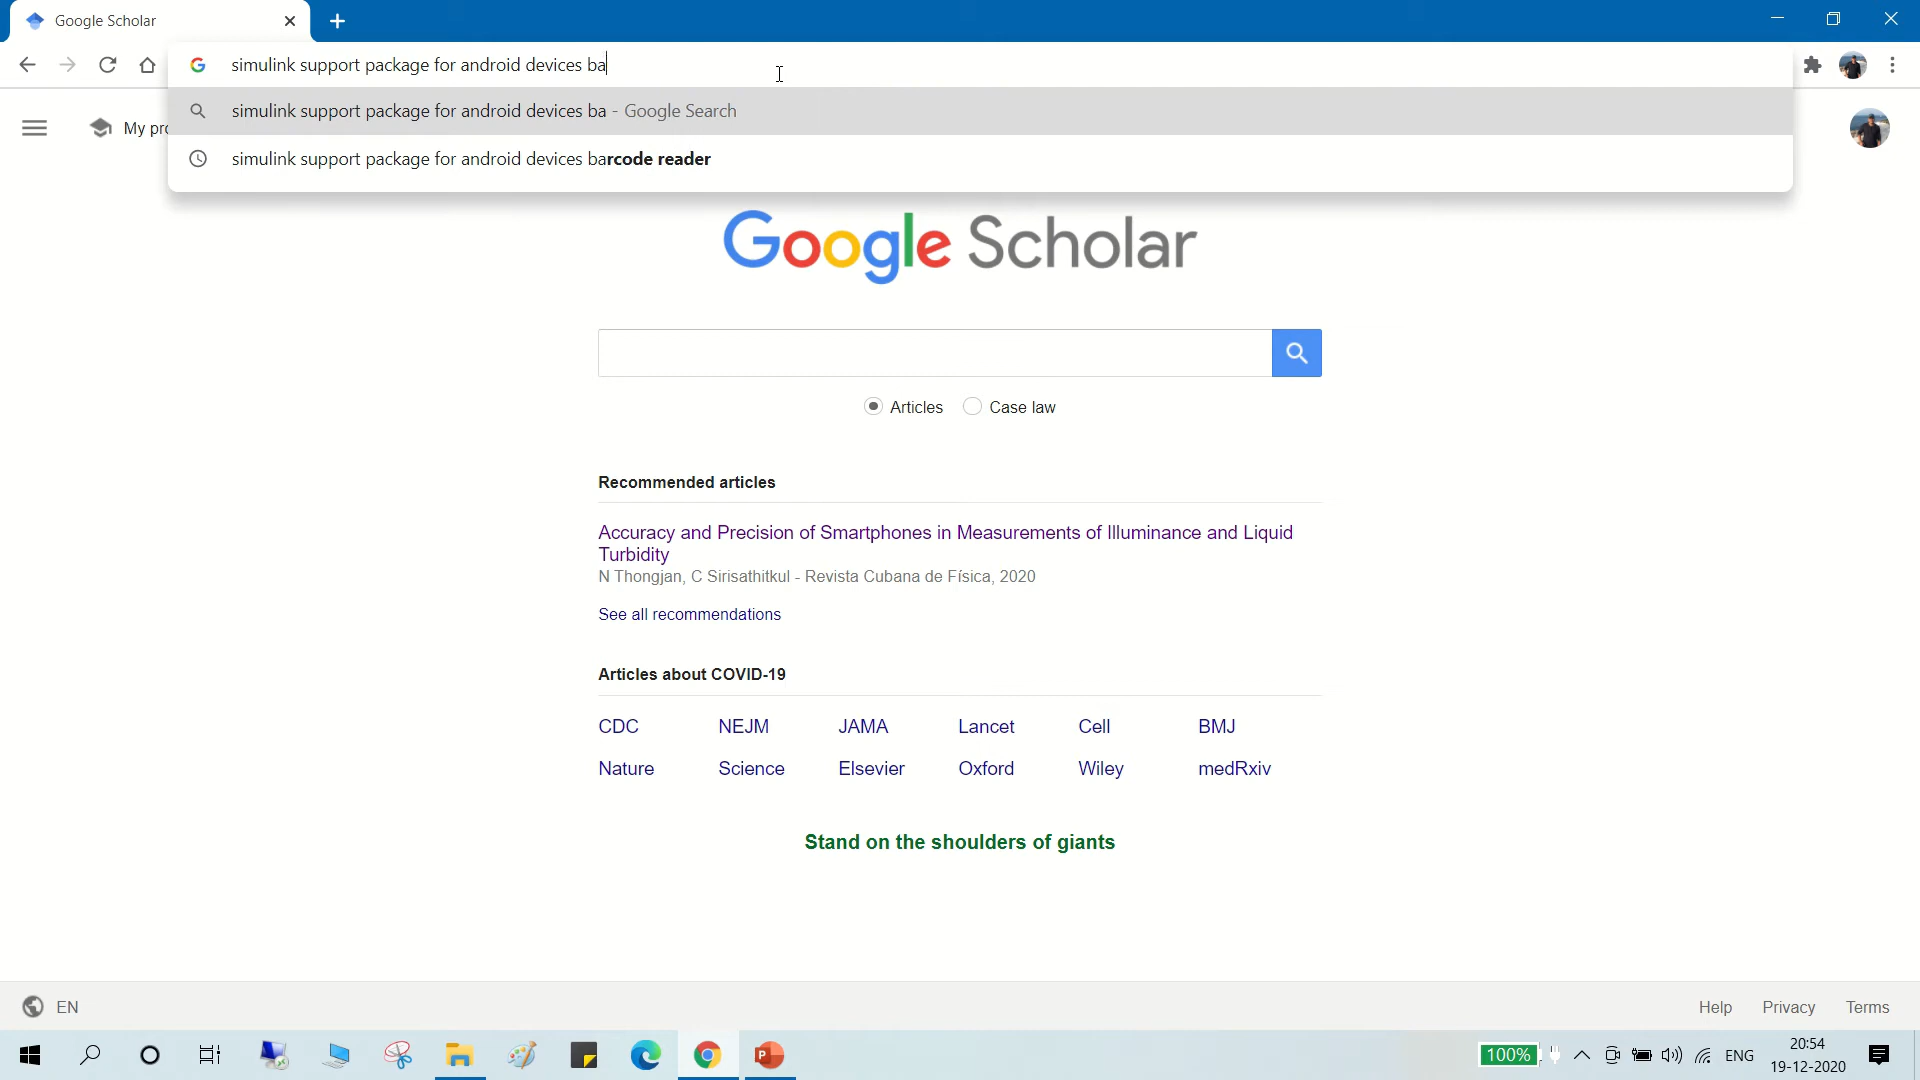 Google Scholar
simulink support package for android devices ba
simulink support package for android devices ba - Google Search
My pro
simulink support package for android devices barcode reader
Google Scholar
Articles Case law
Recommended articles
Accuracy and Precision of Smartphones in Measurements of Illuminance and Liquid
Turbidity
N Thongjan, C Sirisathitkul - Revista Cubana de Física, 2020
See all recommendations
Articles about COVID-19
CDC NEJM JAMA Lancet Cell BMJ
Nature Science Elsevier Oxford Wiley medRxiv
Stand on the shoulders of giants
EN Help Privacy Terms
100% ENG 20:54
19-12-2020